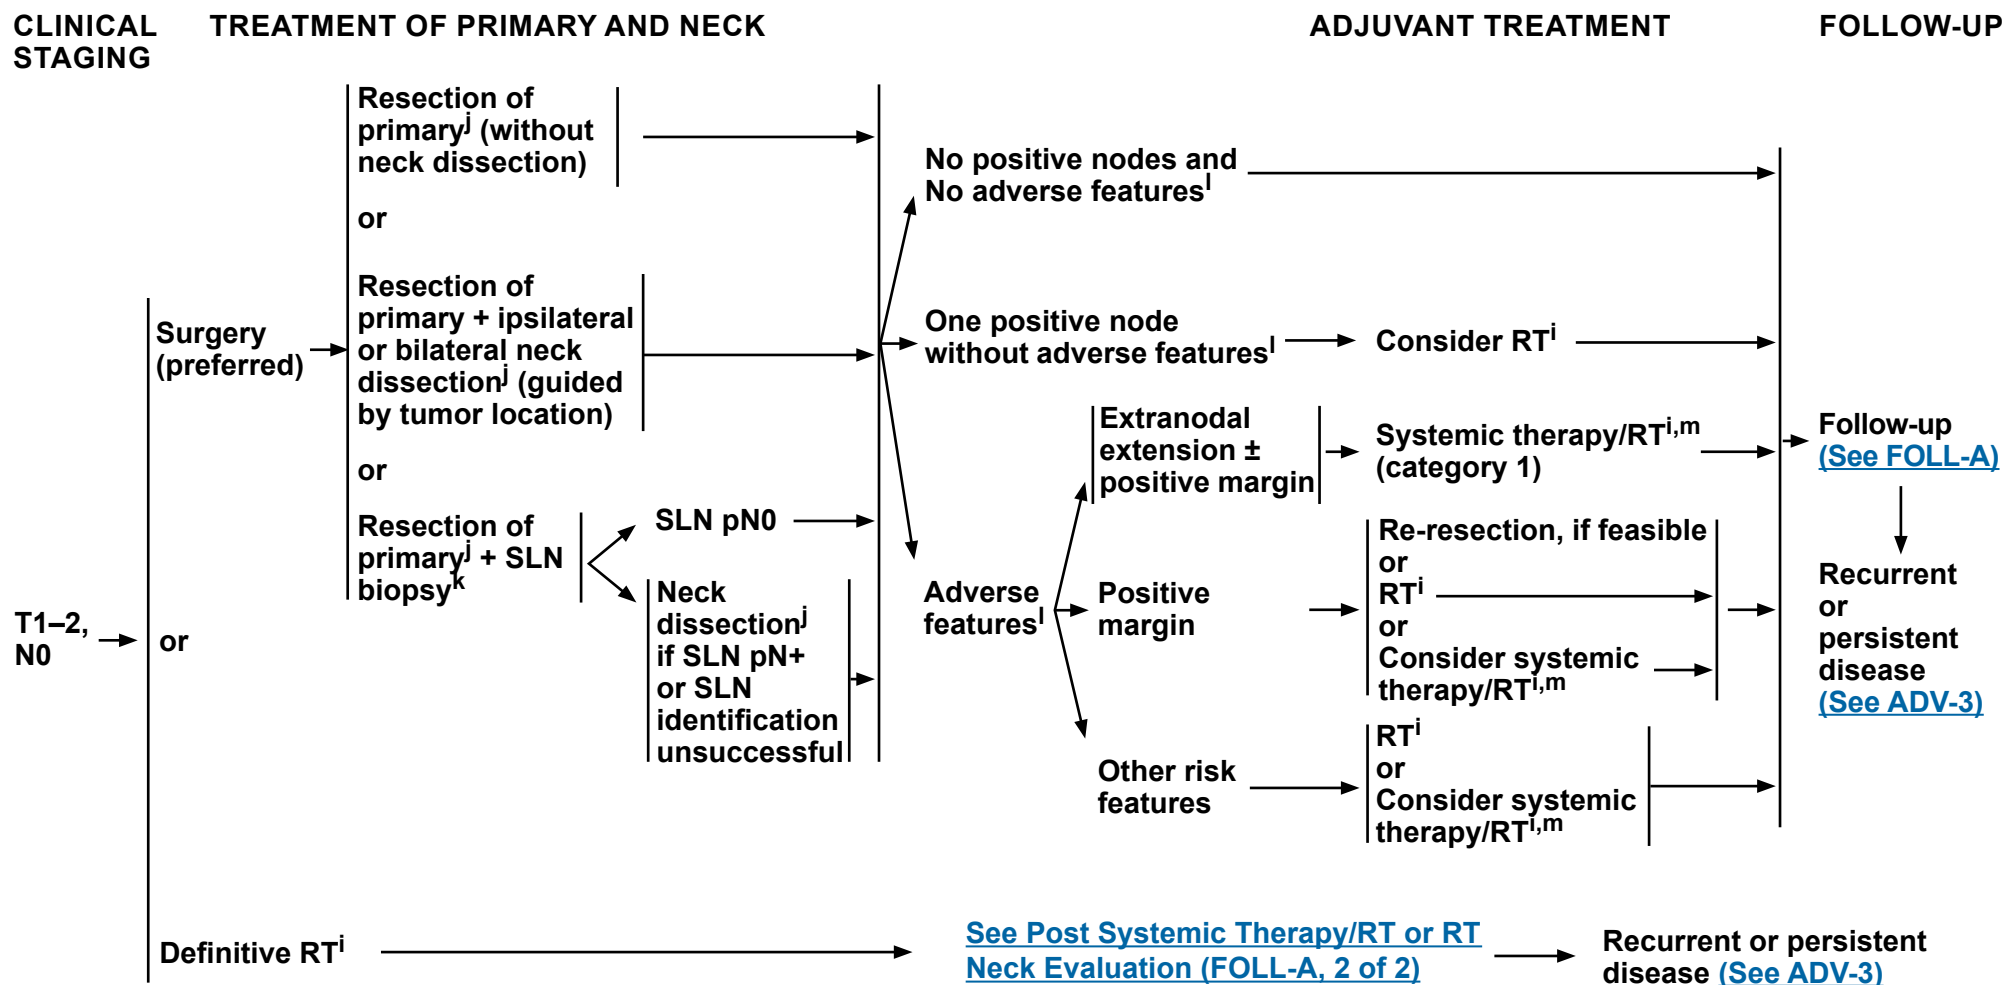 CLINICAL
STAGING
TREATMENT OF PRIMARY AND NECK
ADJUVANT TREATMENT
FOLLOW-UP
T1–2,
N0
Surgery
(preferred)
or
Definitive RTi
Resection of
primaryj (without
neck dissection)
or
Resection of
primary + ipsilateral
or bilateral neck
dissectionj (guided
by tumor location)
or
Resection of
primaryj + SLN
biopsyk
SLN pN0
Neck
dissectionj
if SLN pN+
or SLN
identification
unsuccessful
No positive nodes and
No adverse featuresl
One positive node
without adverse featuresl
Consider RTi
Adverse
featuresl
Extranodal
extension ±
positive margin
Systemic therapy/RTi,m
(category 1)
Positive
margin
Re-resection, if feasible
or
RTi
or
Consider systemic
therapy/RTi,m
Other risk
features
RTi
or
Consider systemic
therapy/RTi,m
Follow-up
(See FOLL-A)
Recurrent
or
persistent
disease
(See ADV-3)
See Post Systemic Therapy/RT or RT
Neck Evaluation (FOLL-A, 2 of 2)
Recurrent or persistent
disease (See ADV-3)